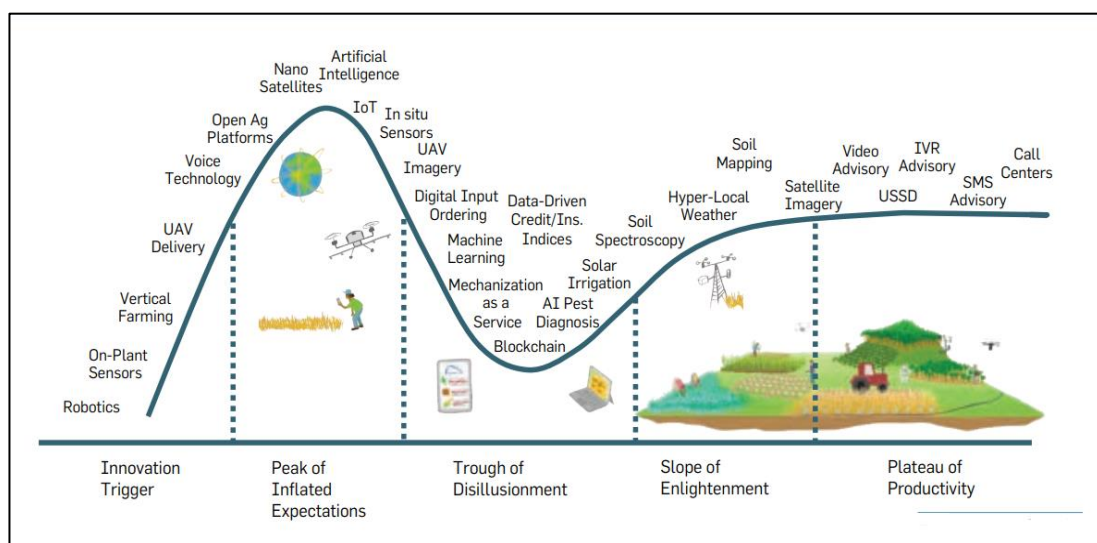 Robotics
On-Plant
Sensors
Vertical
Farming
UAV
Delivery
Voice
Technology
Open Ag
Platforms
Nano
Satellites
Artificial
Intelligence
IoT
In situ
Sensors
UAV
Imagery
Digital Input
Ordering
Data-Driven
Credit/Ins.
Indices
Machine
Learning
Mechanization
as a
Service
AI Pest
Diagnosis
Blockchain
Solar
Irrigation
Soil
Spectroscopy
Hyper-Local
Weather
Soil
Mapping
Satellite
Imagery
Video
Advisory
USSD
IVR
Advisory
SMS
Advisory
Call
Centers
Innovation
Trigger
Peak of
Inflated
Expectations
Trough of
Disillusionment
Slope of
Enlightenment
Plateau of
Productivity